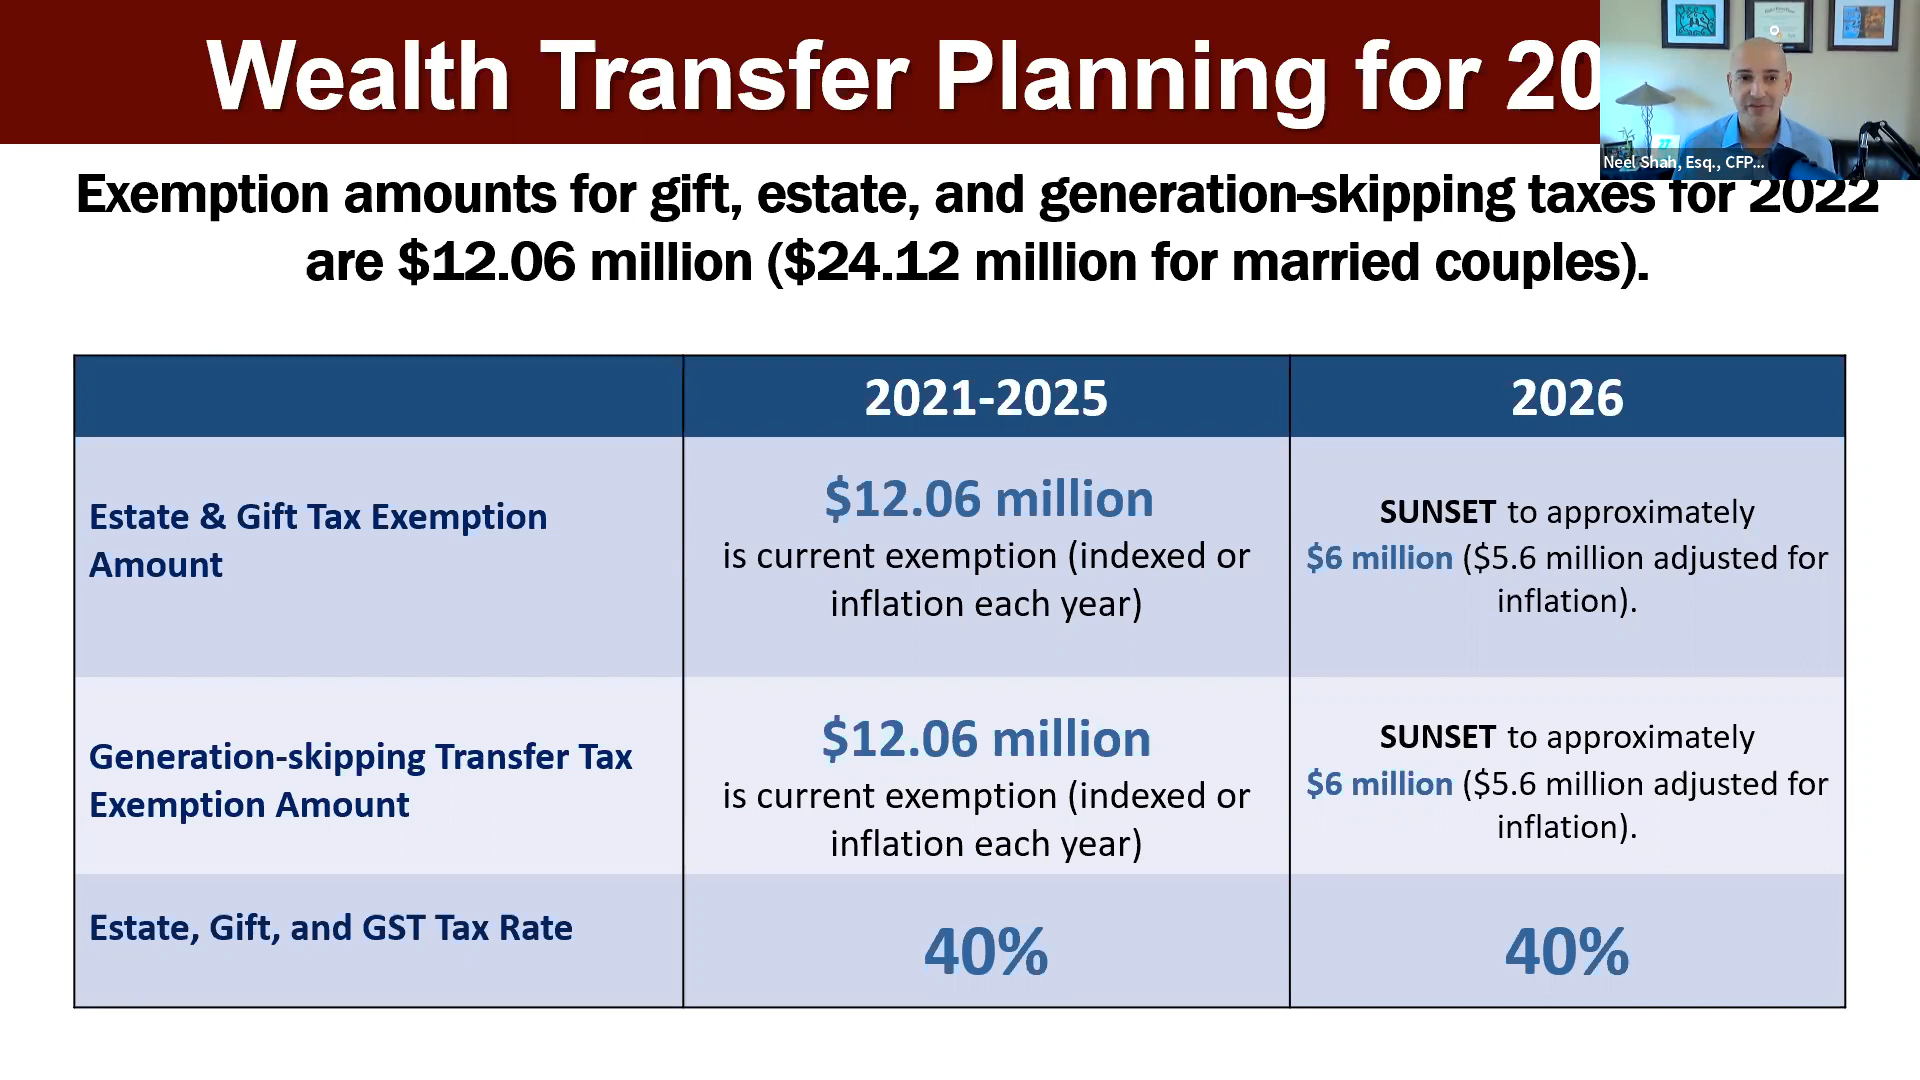 Wealth Transfer Planning for 20
Neel Shah, Esq., CFP...
Exemption amounts for gift, estate, and generation-skipping taxes for 2022
are $12.06 million ($24.12 million for married couples).
2021-2025
2026
Estate & Gift Tax Exemption
Amount
$12.06 million
is current exemption (indexed or
inflation each year)
SUNSET to approximately
$6 million ($5.6 million adjusted for
inflation).
Generation-skipping Transfer Tax
Exemption Amount
$12.06 million
is current exemption (indexed or
inflation each year)
SUNSET to approximately
$6 million ($5.6 million adjusted for
inflation).
Estate, Gift, and GST Tax Rate
40%
40%